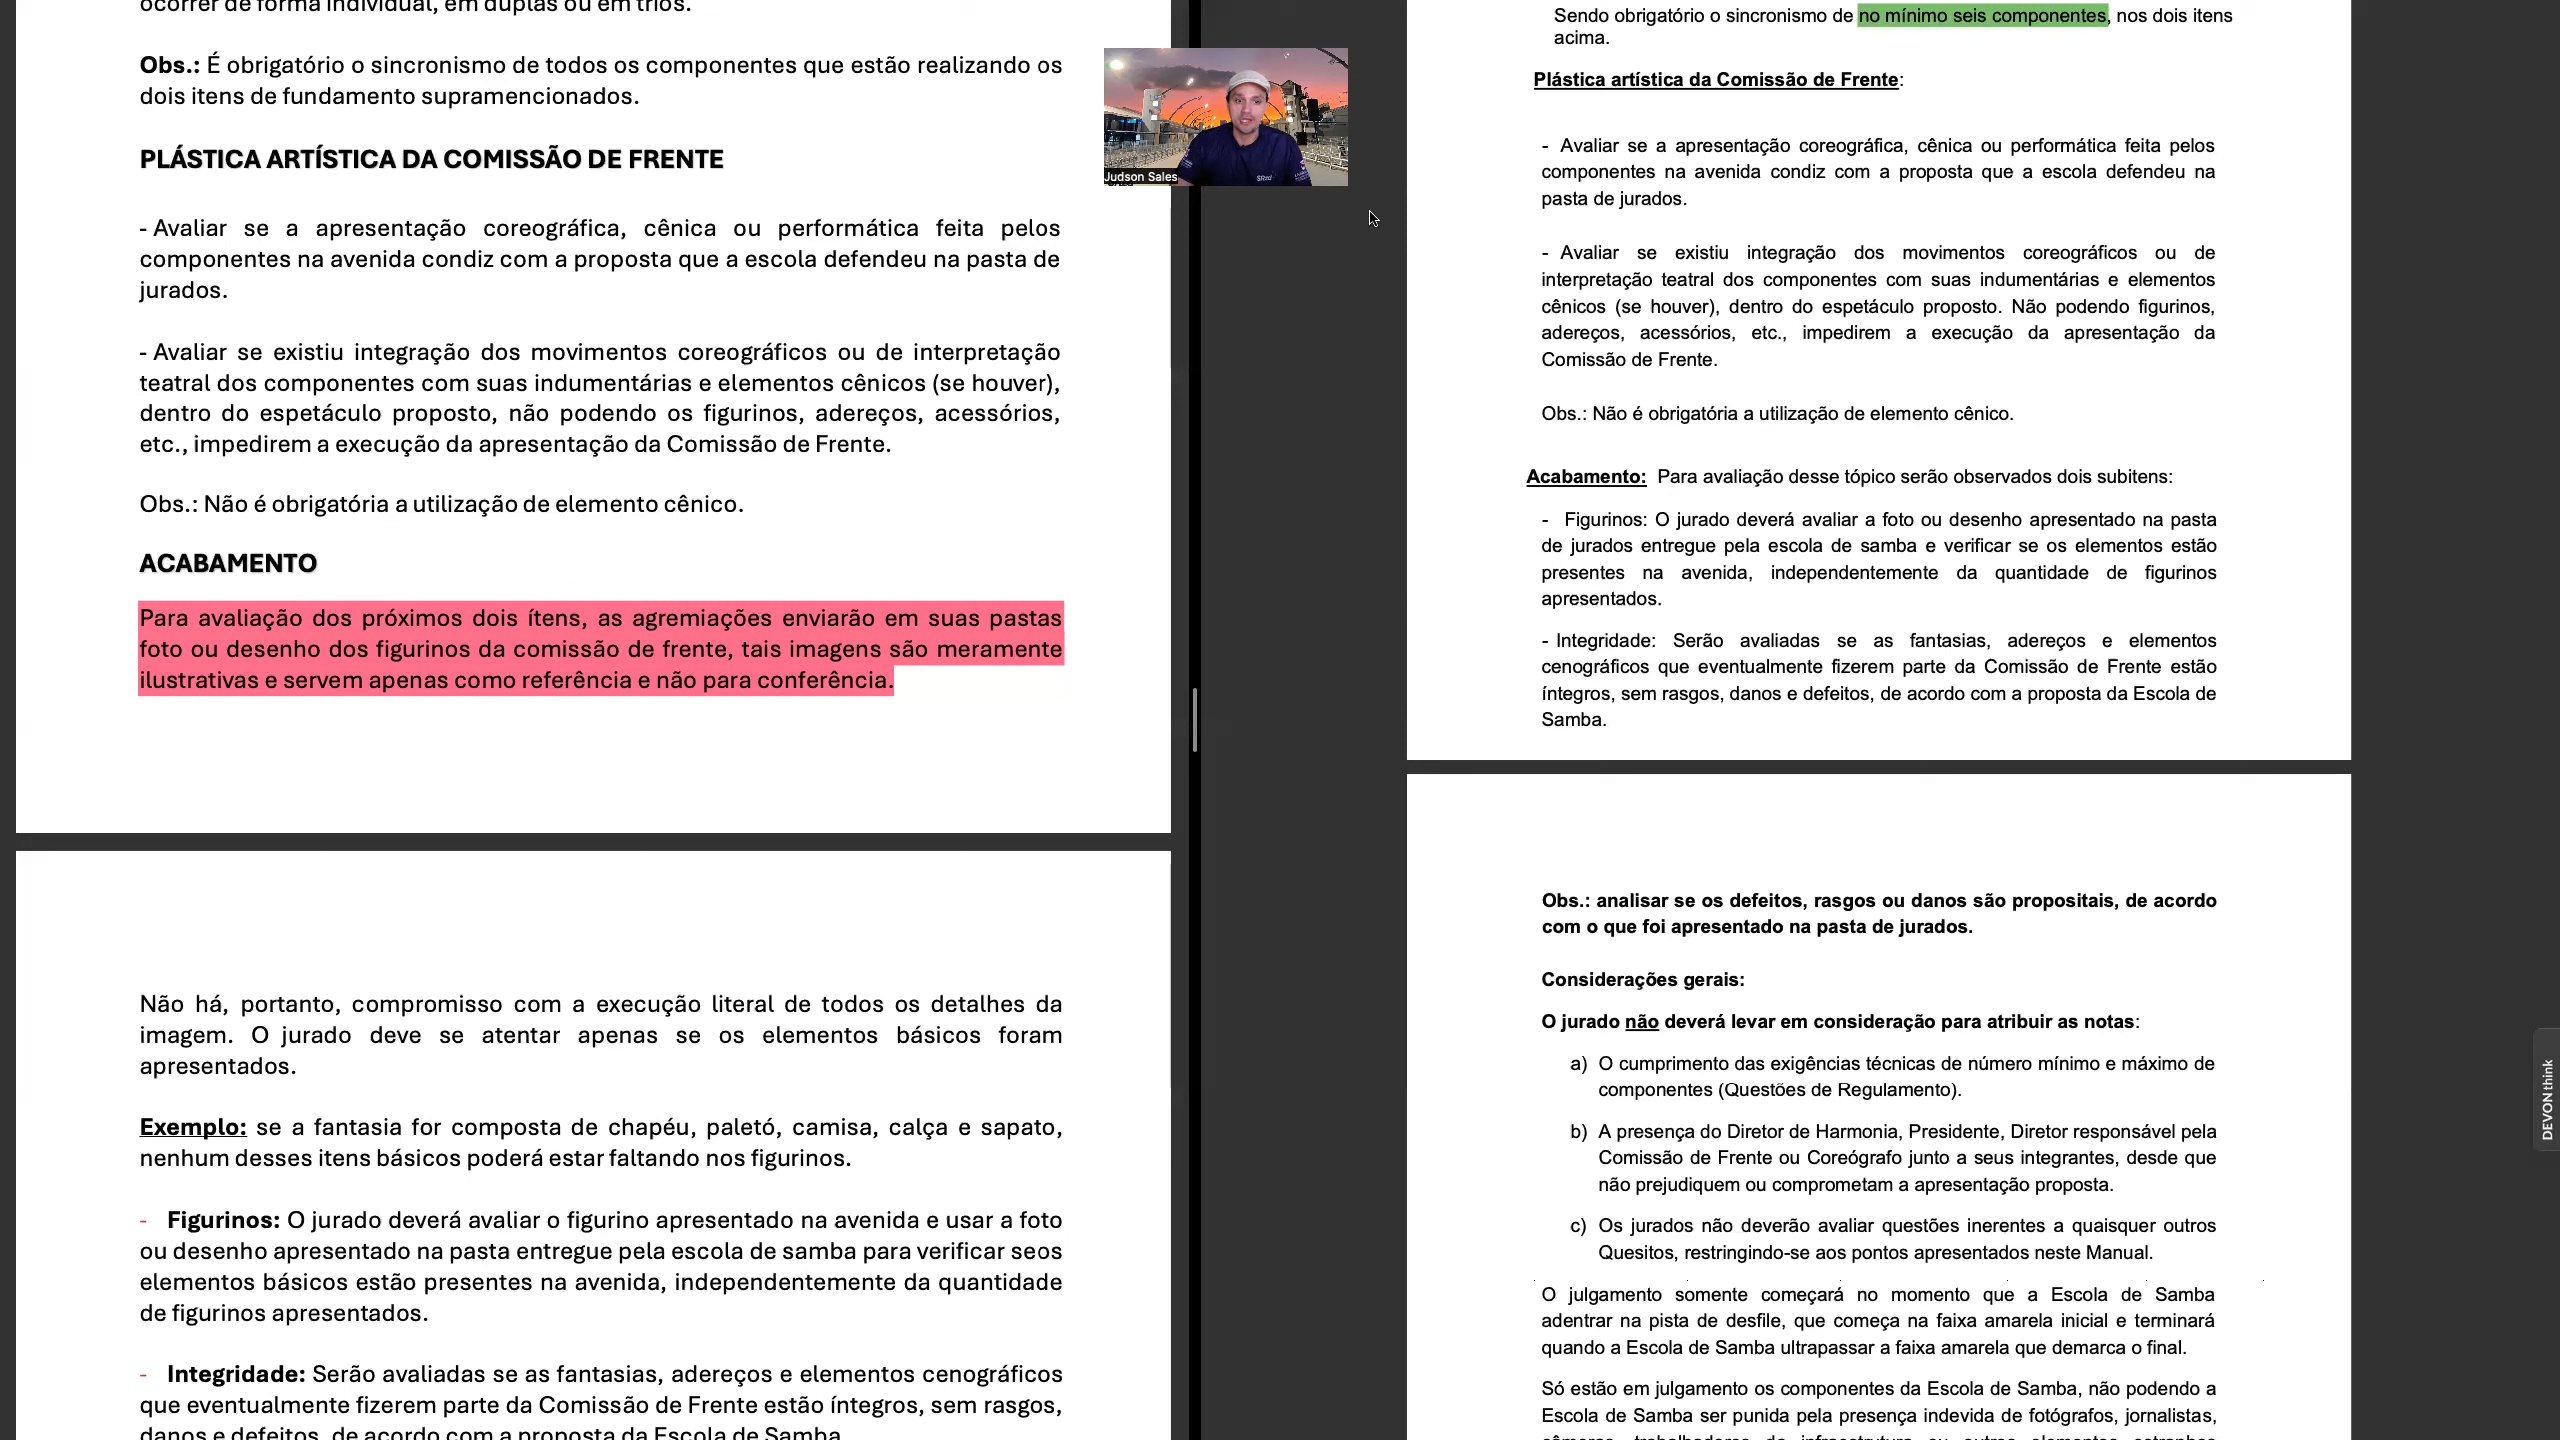 ocorrer de forma individual, em duplas ou em trios.
Obs.: É obrigatório o sincronismo de todos os componentes que estão realizando os
dois itens de fundamento supramencionados.
PLÁSTICA ARTÍSTICA DA COMISSÃO DE FRENTE
- Avaliar se a apresentação coreográfica, cênica ou performática feita pelos
componentes na avenida condiz com a proposta que a escola defendeu na pasta de
jurados.
- Avaliar se existiu integração dos movimentos coreográficos ou de interpretação
teatral dos componentes com suas indumentárias e elementos cênicos (se houver),
dentro do espetáculo proposto, não podendo os figurinos, adereços, acessórios,
etc., impedirem a execução da apresentação da Comissão de Frente.
Obs.: Não é obrigatória a utilização de elemento cênico.
ACABAMENTO
Para avaliação dos próximos dois ítens, as agremiações enviarão em suas pastas
foto ou desenho dos figurinos da comissão de frente, tais imagens são meramente
ilustrativas e servem apenas como referência e não para conferência.
Não há, portanto, compromisso com a execução literal de todos os detalhes da
imagem. O jurado deve se atentar apenas se os elementos básicos foram
apresentados.
Exemplo: se a fantasia for composta de chapéu, paletó, camisa, calça e sapato,
nenhum desses itens básicos poderá estar faltando nos figurinos.
- Figurinos: O jurado deverá avaliar o figurino apresentado na avenida e usar a foto
ou desenho apresentado na pasta entregue pela escola de samba para verificar seos
elementos básicos estão presentes na avenida, independentemente da quantidade
de figurinos apresentados.
- Integridade: Serão avaliadas se as fantasias, adereços e elementos cenográficos
que eventualmente fizerem parte da Comissão de Frente estão íntegros, sem rasgos,
danos e defeitos, de acordo com a proposta da Escola de Samba.
Judson Sales
SRzd
Sendo obrigatório o sincronismo de no mínimo seis componentes, nos dois itens
acima.
Plástica artística da Comissão de Frente:
- Avaliar se a apresentação coreográfica, cênica ou performática feita pelos
componentes na avenida condiz com a proposta que a escola defendeu na
pasta de jurados.
- Avaliar se existiu integração dos movimentos coreográficos ou de
interpretação teatral dos componentes com suas indumentárias e elementos
cênicos (se houver), dentro do espetáculo proposto. Não podendo figurinos,
adereços, acessórios, etc., impedirem a execução da apresentação da
Comissão de Frente.
Obs.: Não é obrigatória a utilização de elemento cênico.
Acabamento: Para avaliação desse tópico serão observados dois subitens:
- Figurinos: O jurado deverá avaliar a foto ou desenho apresentado na pasta
de jurados entregue pela escola de samba e verificar se os elementos estão
presentes na avenida, independentemente da quantidade de figurinos
apresentados.
- Integridade: Serão avaliadas se as fantasias, adereços e elementos
cenográficos que eventualmente fizerem parte da Comissão de Frente estão
íntegros, sem rasgos, danos e defeitos, de acordo com a proposta da Escola de
Samba.
Obs.: analisar se os defeitos, rasgos ou danos são propositais, de acordo
com o que foi apresentado na pasta de jurados.
Considerações gerais:
O jurado não deverá levar em consideração para atribuir as notas:
a) O cumprimento das exigências técnicas de número mínimo e máximo de
componentes (Questões de Regulamento).
b) A presença do Diretor de Harmonia, Presidente, Diretor responsável pela
Comissão de Frente ou Coreógrafo junto a seus integrantes, desde que
não prejudiquem ou comprometam a apresentação proposta.
c) Os jurados não deverão avaliar questões inerentes a quaisquer outros
Quesitos, restringindo-se aos pontos apresentados neste Manual.
O julgamento somente começará no momento que a Escola de Samba
adentrar na pista de desfile, que começa na faixa amarela inicial e terminará
quando a Escola de Samba ultrapassar a faixa amarela que demarca o final.
Só estão em julgamento os componentes da Escola de Samba, não podendo a
Escola de Samba ser punida pela presença indevida de fotógrafos, jornalistas,
DEVONthink